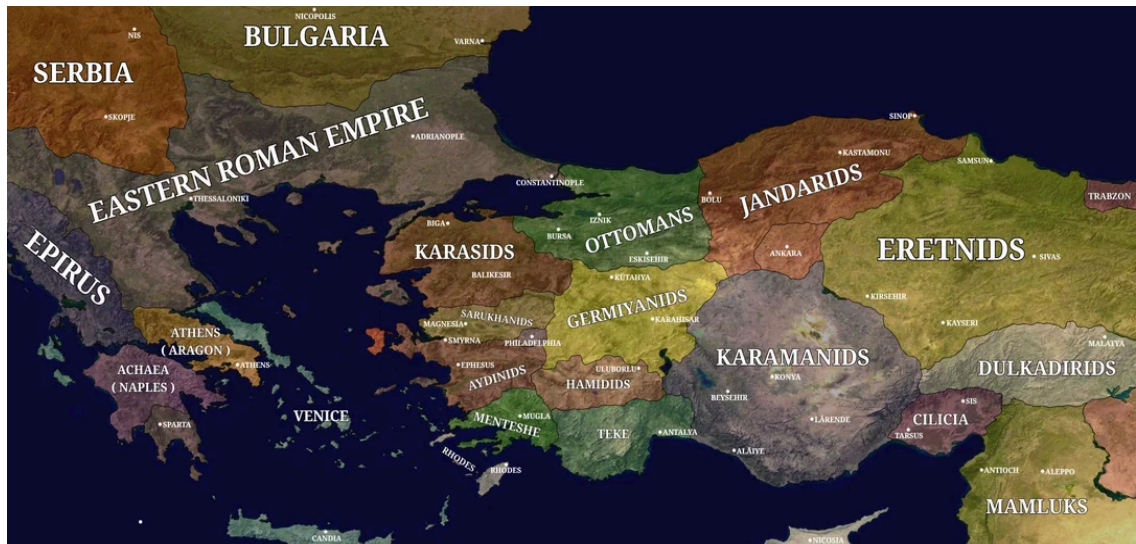 NICOPOLIS
BULGARIA
NIS
VARNA
SERBIA
SKOPJE
EASTERN ROMAN EMPIRE
ADRIANOPLE
CONSTANTINOPLE
THESSALONIKI
EPIRUS
SINOP
KASTAMONU
JANDARIDS
BOLU
SAMSUN
TRABZON
BIGA
KARASIDS
BALIKESIR
IZNIK
BURSA
OTTOMANS
ESKISEHIR
ANKARA
ERETNIDS
SIVAS
KIRSEHIR
KAYSERI
KUTAHYA
GERMIYANIDS
KARAHISAR
SARUKHANIDS
MAGNESIA
PHILADELPHIA
SMYRNA
ATHENS
( ARAGON )
ATHENS
ACHAEA
( NAPLES )
SPARTA
VENICE
EPHESUS
AYDINIDS
ULUBORLU
HAMIDIDS
KARAMANIDS
KONYA
BEYSEHIR
LÄRENDE
ALÄIYE
MALATYA
DULKADIRIDS
SIS
CILICIA
TARSUS
MUGLA
MENTESHE
TEKE
ANTALYA
RHODES
RHODES
ANTIOCH
ALEPPO
MAMLUKS
CANDIA
NICOSIA